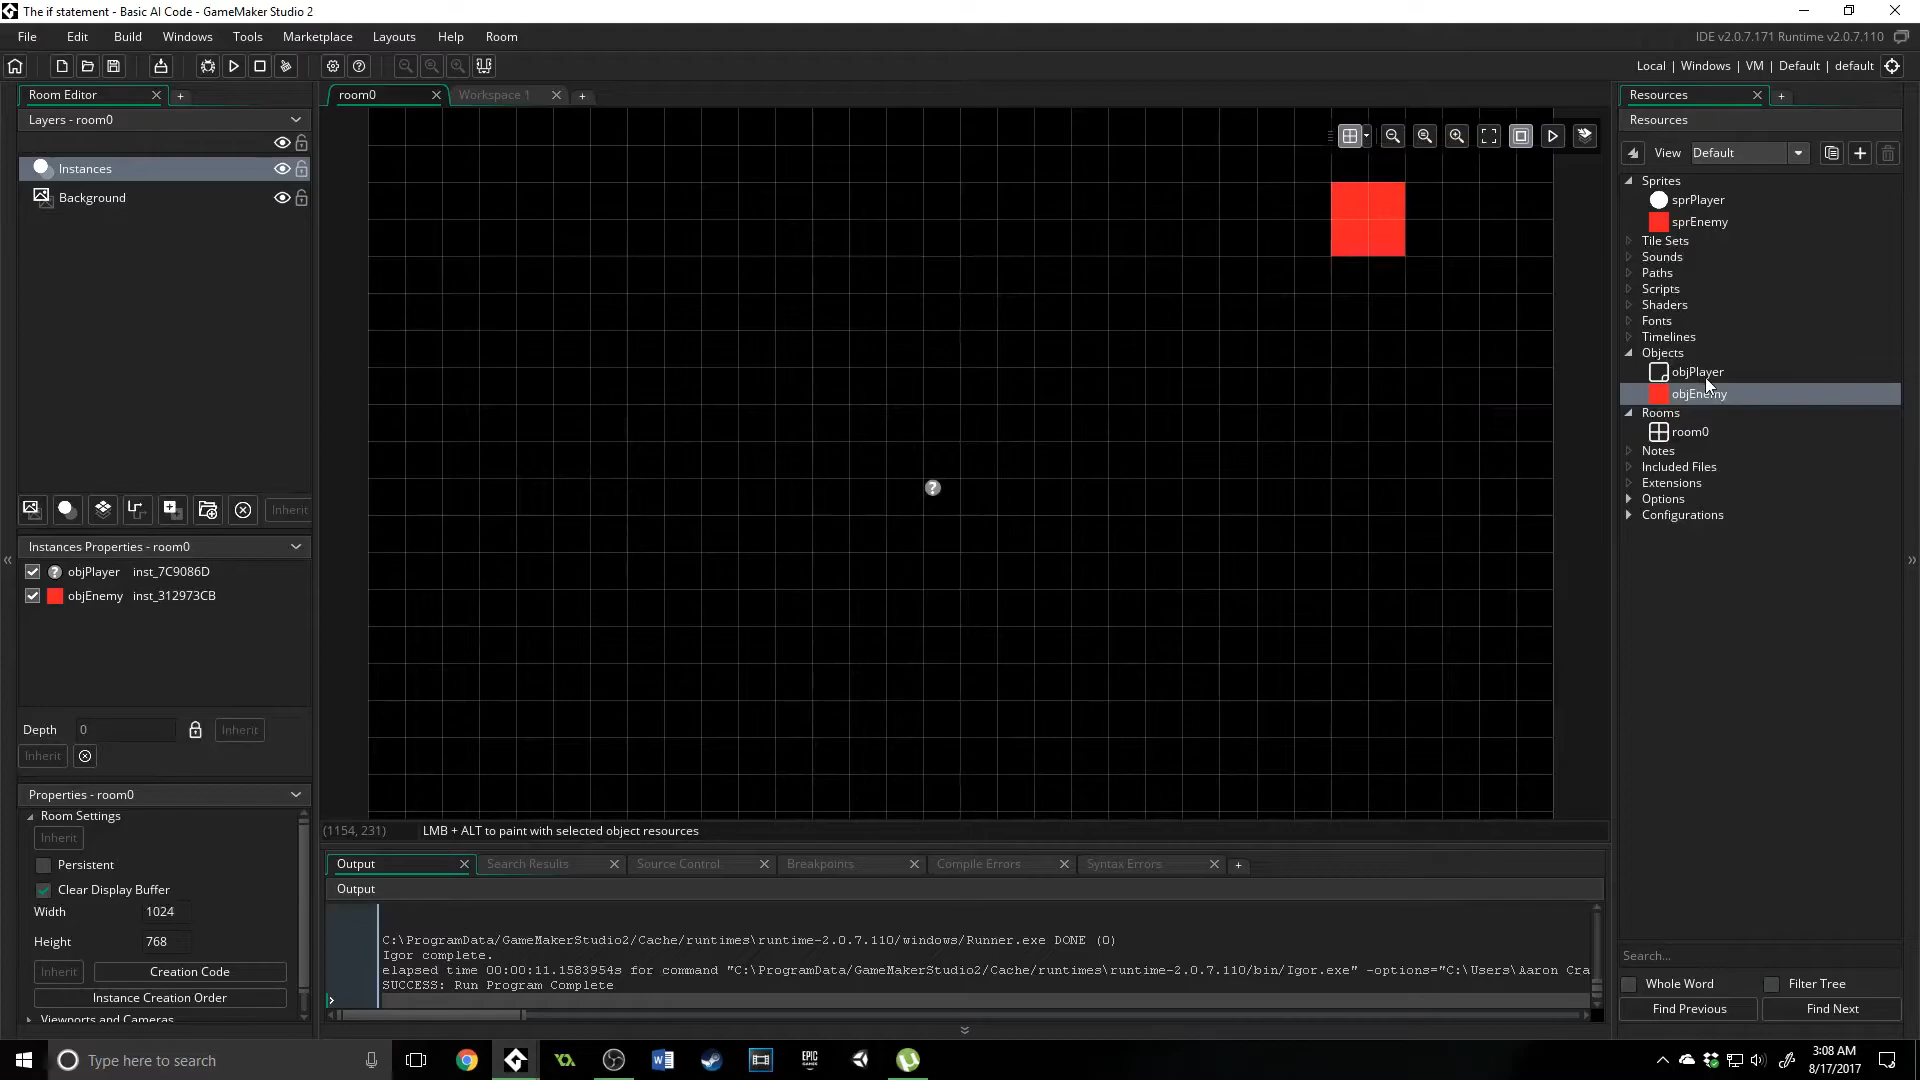 The if statement - Basic AI Code - GameMaker Studio 2
File Edit Build Windows Tools Marketplace Layouts Help Room
IDE v2.0.7.171 Runtime v2.0.7.110
Local | Windows | VM | Default | default
Room Editor
Layers - room0
Instances
Background
Inherit
Instances Properties - room0
objPlayer inst_7C9086D
objEnemy inst_312973CB
Depth 0 Inherit
Inherit
Properties - room0
Room Settings
Inherit
Persistent
Clear Display Buffer
Width 1024
Height 768
Inherit Creation Code
Instance Creation Order
Viewports and Cameras
room0 Workspace 1
?
(1154, 231) LMB + ALT to paint with selected object resources
Output Search Results Source Control Breakpoints Compile Errors Syntax Errors
Output
C:\ProgramData/GameMakerStudio2/Cache/runtimes\runtime-2.0.7.110/windows/Runner.exe DONE (0)
Igor complete.
elapsed time 00:00:11.1583954s for command "C:\ProgramData/GameMakerStudio2/Cache/runtimes\runtime-2.0.7.110/bin/Igor.exe" -options="C:\Users\Aaron Cra
SUCCESS: Run Program Complete
Resources
Resources
View Default
Sprites
sprPlayer
sprEnemy
Tile Sets
Sounds
Paths
Scripts
Shaders
Fonts
Timelines
Objects
objPlayer
objEnemy
Rooms
room0
Notes
Included Files
Extensions
Options
Configurations
Search...
Whole Word Filter Tree
Find Previous Find Next
Type here to search
EPIC GAMES
3:08 AM
8/17/2017